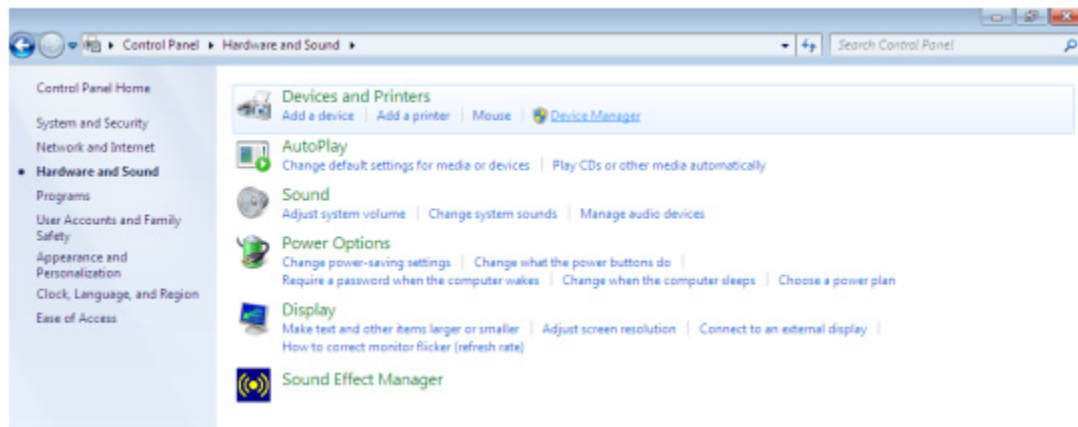 Control Panel Hardware and Sound Search Control Panel
Control Panel Home
System and Security
Network and Internet
Hardware and Sound
Programs
User Accounts and Family
Safety
Appearance and
Personalization
Clock, Language, and Region
Ease of Access
Devices and Printers
Add a device Add a printer Mouse Device Manager
AutoPlay
Change default settings for media or devices Play CDs or other media automatically
Sound
Adjust system volume Change system sounds Manage audio devices
Power Options
Change power-saving settings Change what the power buttons do
Require a password when the computer wakes Change when the computer sleeps Choose a power plan
Display
Make text and other items larger or smaller Adjust screen resolution Connect to an external display
How to correct monitor flicker (refresh rate)
Sound Effect Manager